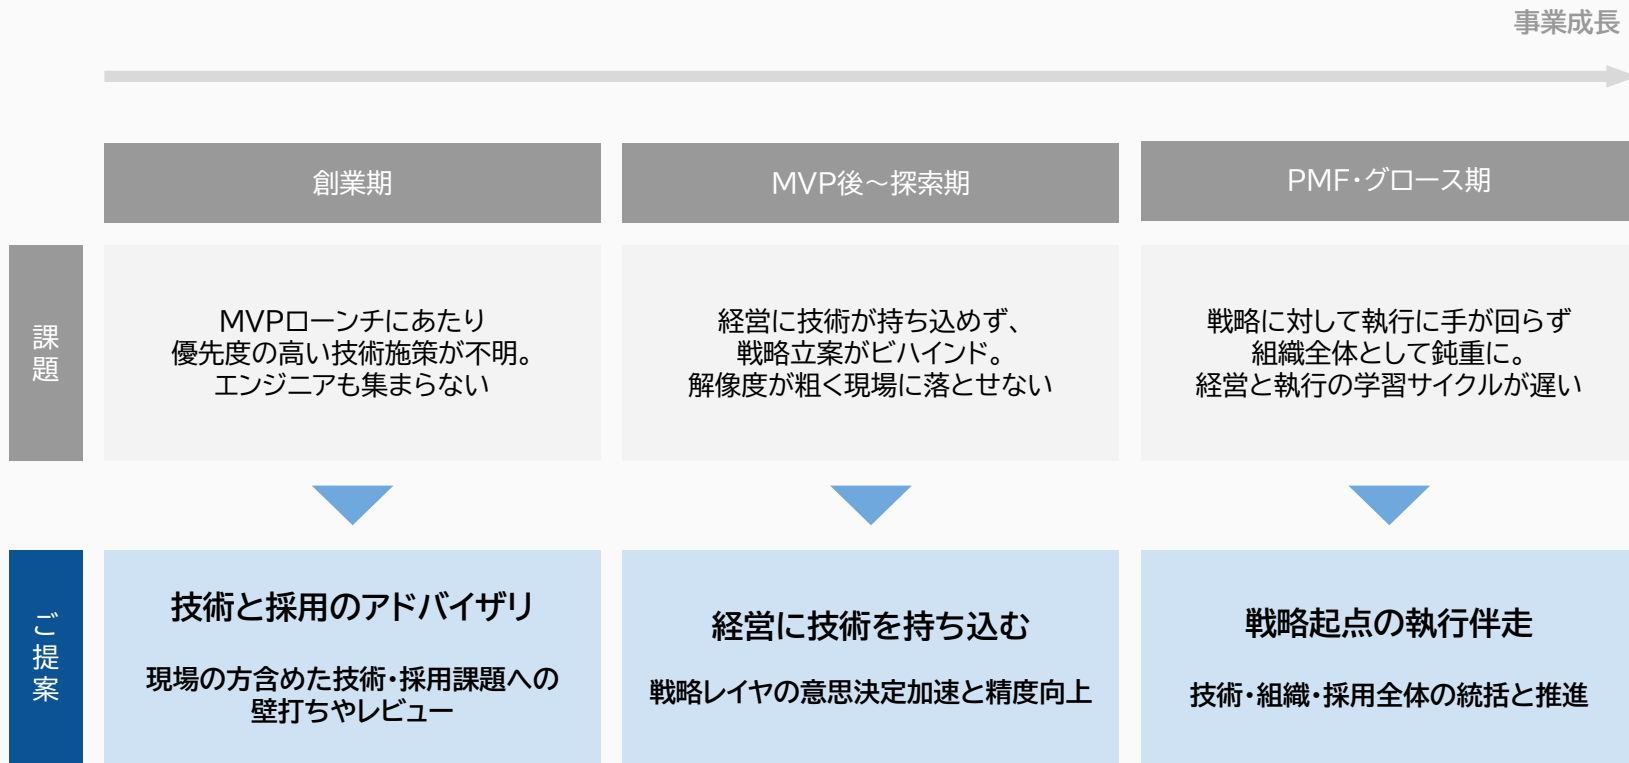 事業成長
創業期
MVP後～探索期
PMF・グロース期
課題
MVPローンチにあたり
優先度の高い技術施策が不明。
エンジニアも集まらない
経営に技術が持ち込めず、
戦略立案がビハインド。
解像度が粗く現場に落とせない
戦略に対して執行に手が回らず
組織全体として鈍重に。
経営と執行の学習サイクルが遅い
ご提案
技術と採用のアドバイザリ
現場の方含めた技術・採用課題への
壁打ちやレビュー
経営に技術を持ち込む
戦略レイヤの意思決定加速と精度向上
戦略起点の執行伴走
技術・組織・採用全体の統括と推進